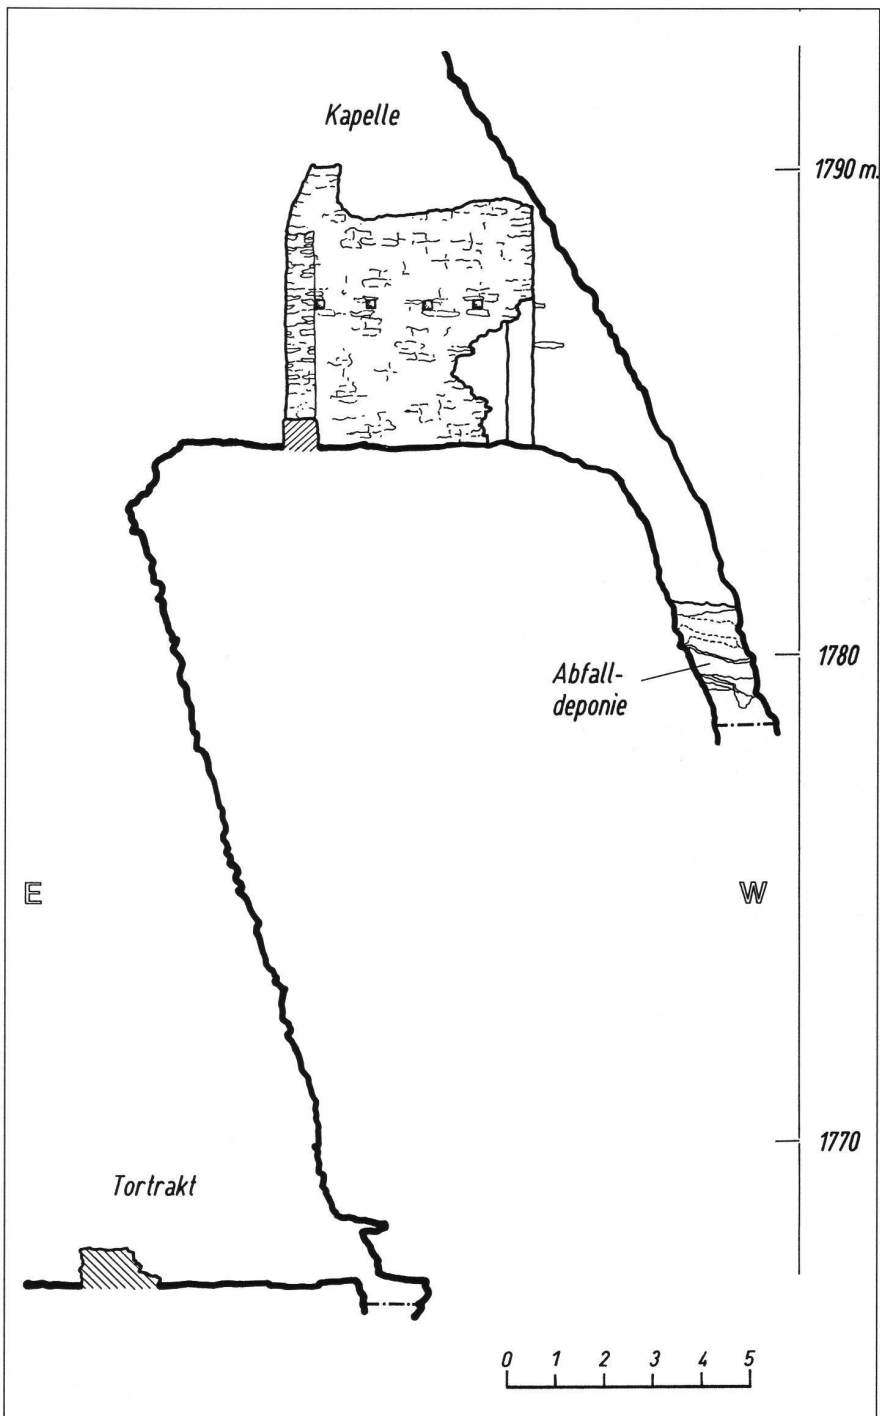 Kapelle
1790 m.
1780
Abfall-
deponie
E
W
1770
Tortrakt
0 1 2 3 4 5